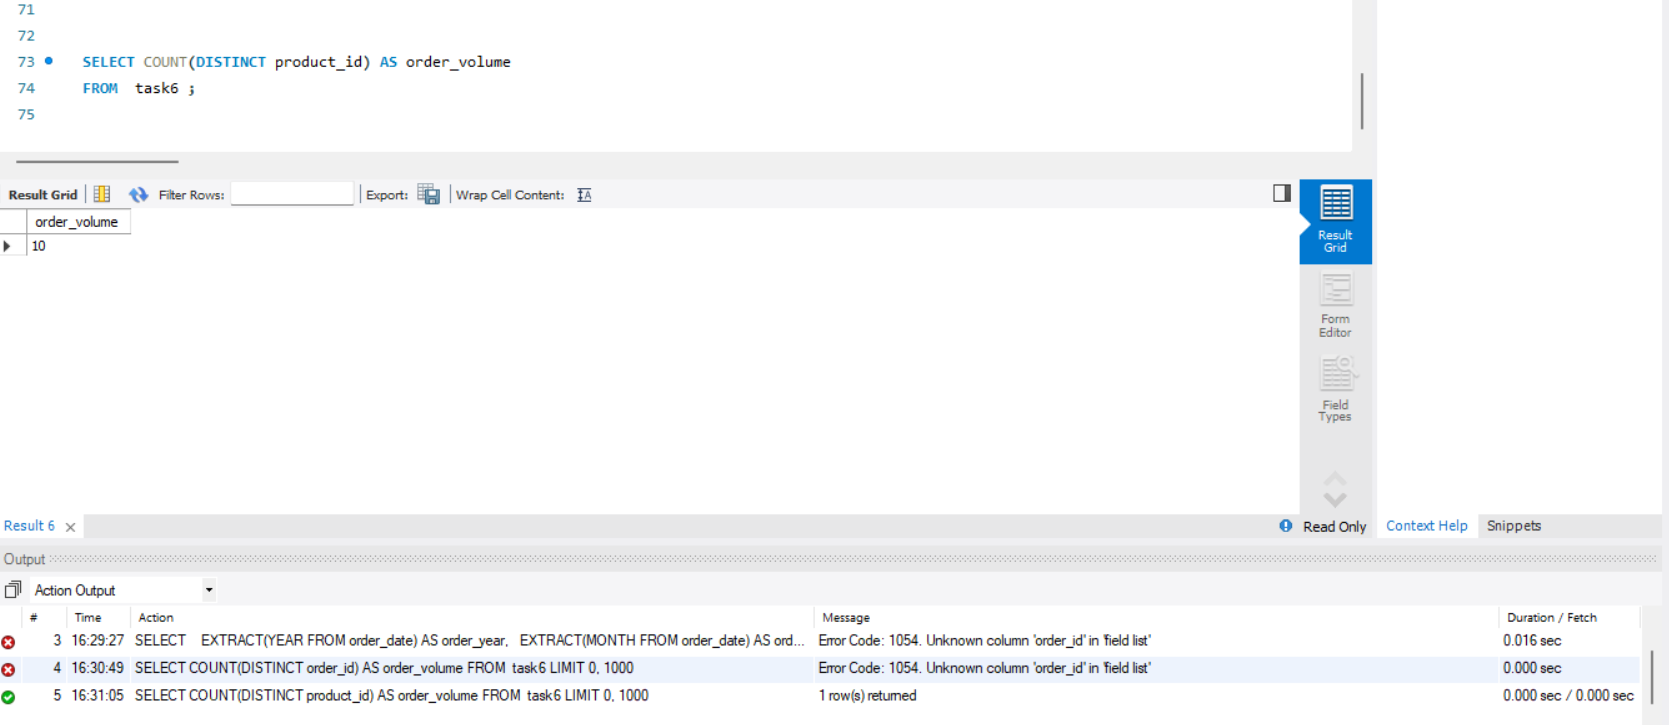 71
72
73 SELECT COUNT(DISTINCT product_id) AS order_volume
74 FROM task6 ;
75
Result Grid Filter Rows: Export: Wrap Cell Content: IA
order_volume
10
Result
Grid
Form
Editor
Field
Types
Result 6 × Read Only Context Help Snippets
Output
Action Output
# Time Action Message Duration / Fetch
3 16:29:27 SELECT EXTRACT(YEAR FROM order_date) AS order_year, EXTRACT(MONTH FROM order_date) AS ord... Error Code: 1054. Unknown column 'order_id' in 'field list' 0.016 sec
4 16:30:49 SELECT COUNT(DISTINCT order_id) AS order_volume FROM task6 LIMIT 0, 1000 Error Code: 1054. Unknown column 'order_id' in 'field list' 0.000 sec
5 16:31:05 SELECT COUNT(DISTINCT product_id) AS order_volume FROM task6 LIMIT 0, 1000 1 row(s) returned 0.000 sec / 0.000 sec